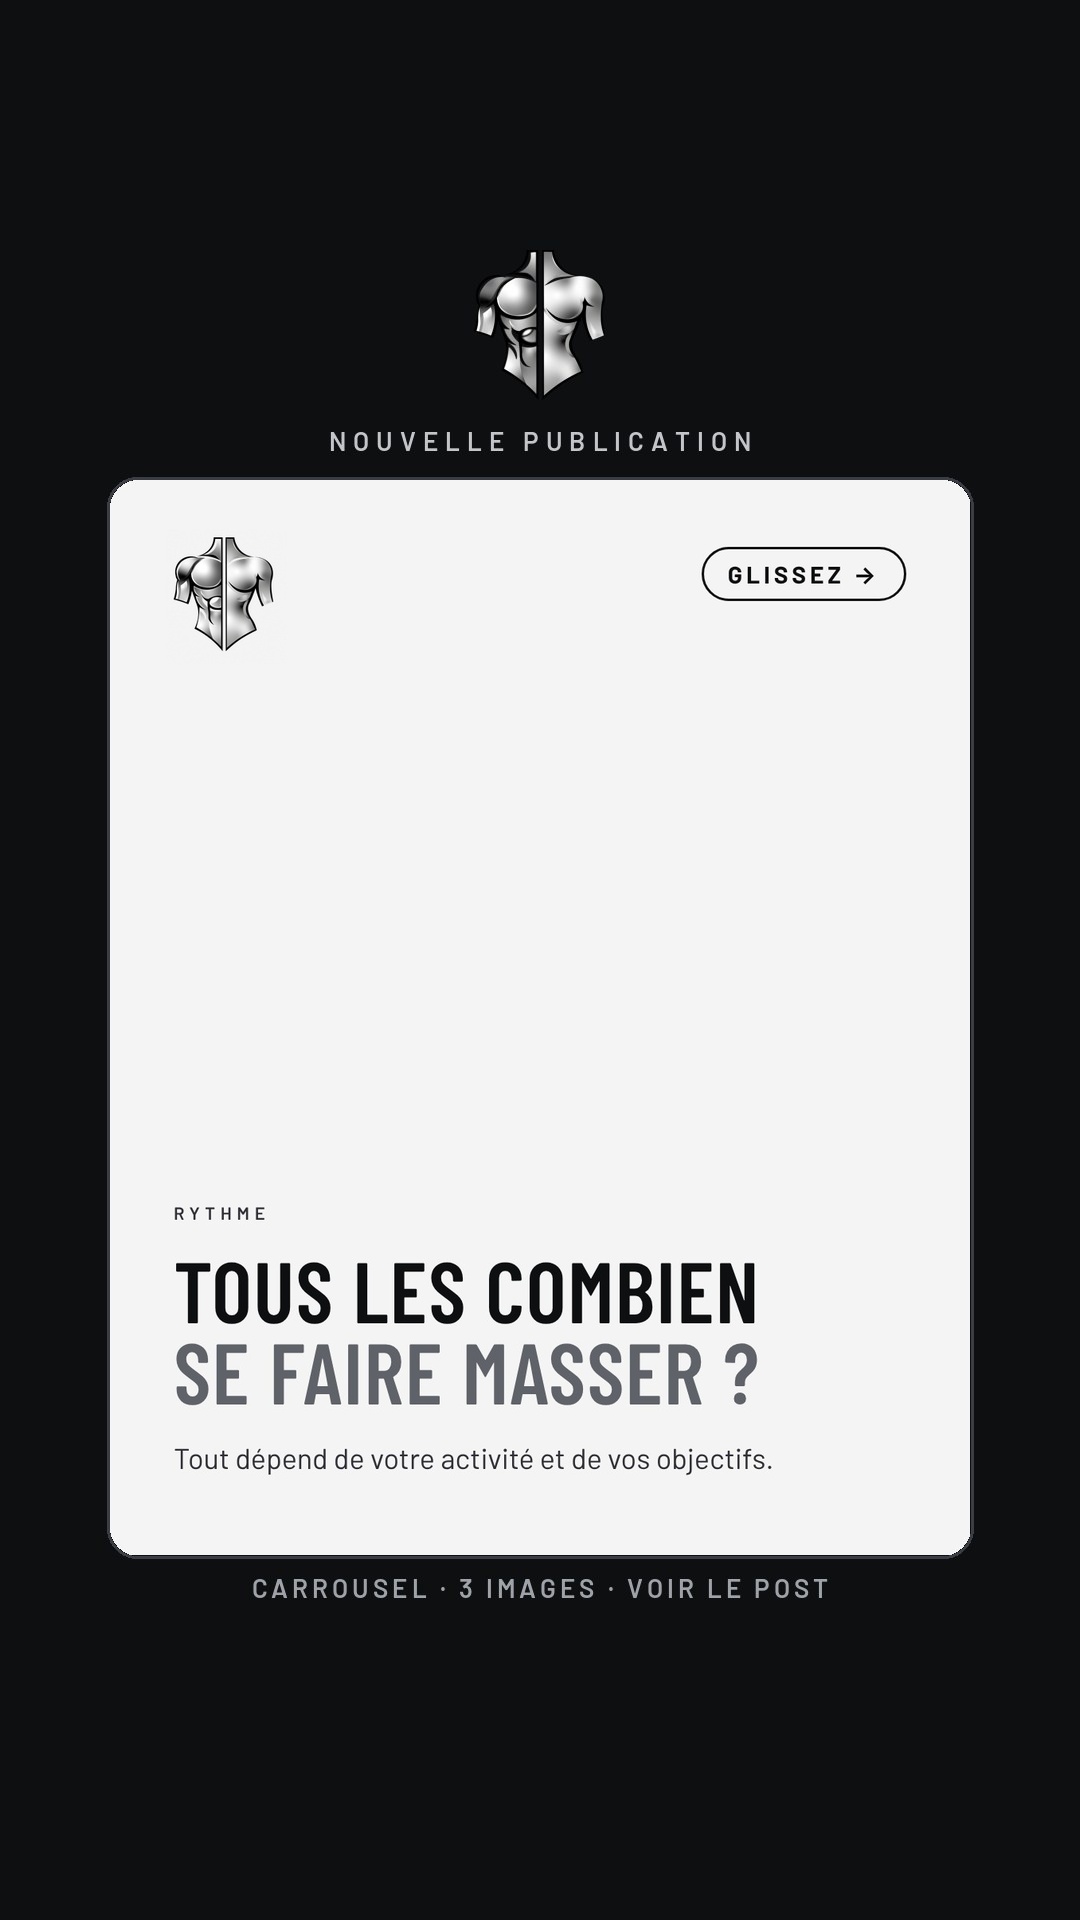 NOUVELLE PUBLICATION
GLISSEZ →
RYTHME
TOUS LES COMBIEN
SE FAIRE MASSER ?
Tout dépend de votre activité et de vos objectifs.
CARROUSEL · 3 IMAGES · VOIR LE POST